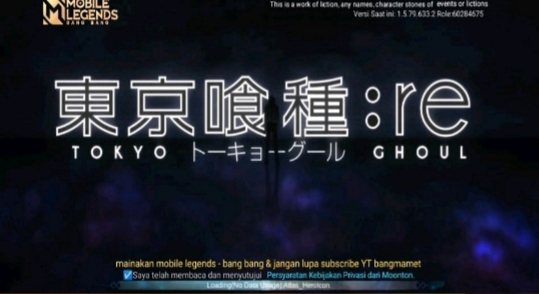 MOBILE
LEGENDS
BANG BANG
This is a work of fiction, any names, character stories of events or lictions
Versi Saat ini: 1.5.79.633.2 Role:60284675
東京喰種:re
TOKYO トーキョーグール GHOUL
mainakan mobile legends - bang bang & jangan lupa subscribe YT bangmamet
Saya telah membaca dan menyutujui Persyaratan Kebijakan Privasi dari Moonton.
Loading(No Data Usage):Atlas_HeroIcon.